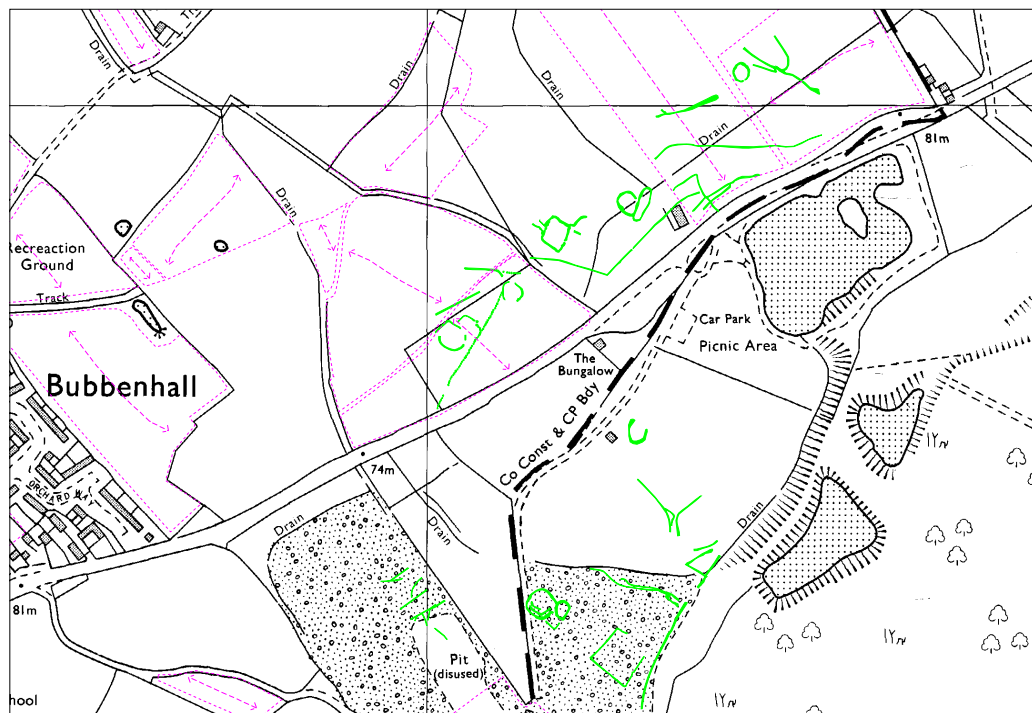 Drain
Drain
Drain
Drain
81m
Drain
Recreaction
Ground
Track
Car Park
Picnic Area
The
Bungalow
Bubbenhall
Co Const & CP Bdy
74m
ORCHARD WAY
Drain
Drain
Drain
81m
Pit
(disused)
hool